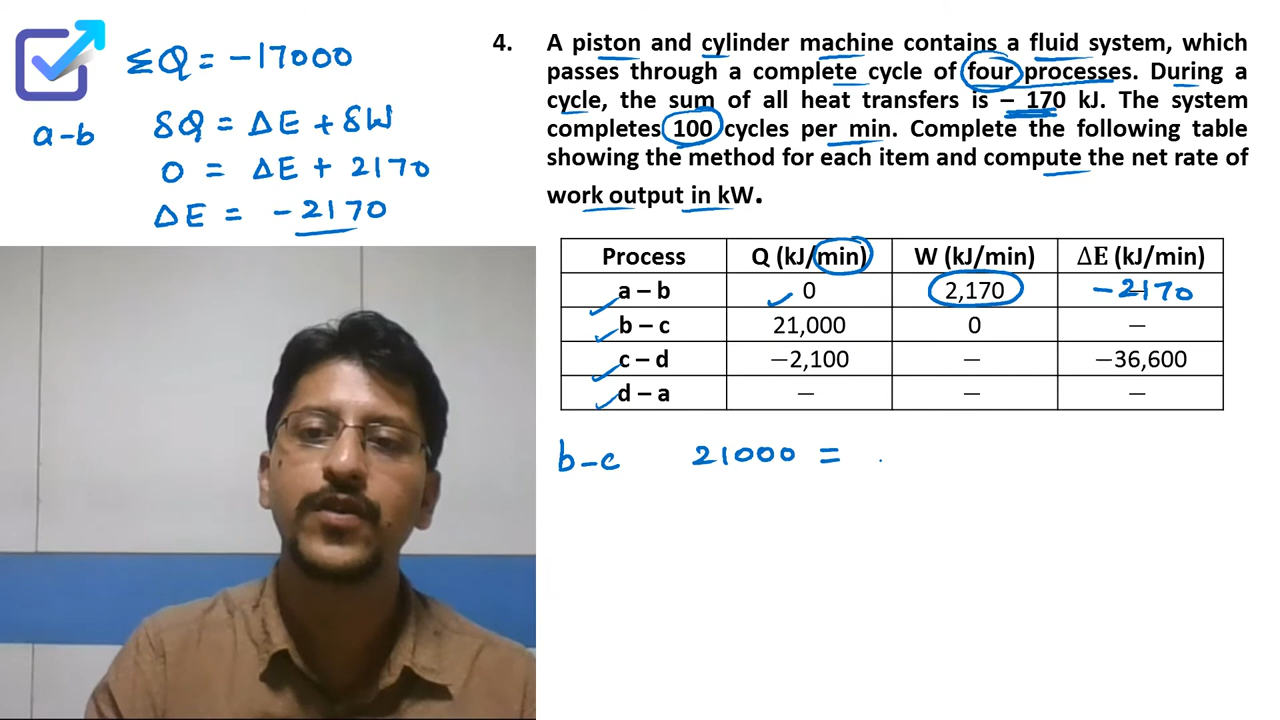 ΣQ = -17000
a-b δQ = ΔE + δW
0 = ΔE + 2170
ΔE = -2170
4. A piston and cylinder machine contains a fluid system, which
passes through a complete cycle of four processes. During a
cycle, the sum of all heat transfers is – 170 kJ. The system
completes 100 cycles per min. Complete the following table
showing the method for each item and compute the net rate of
work output in kW.
Process Q (kJ/min) W (kJ/min) ΔE (kJ/min)
a – b 0 2,170 -2170
b – c 21,000 0 —
c – d —2,100 — —36,600
d – a — — —
b-c 21000 =